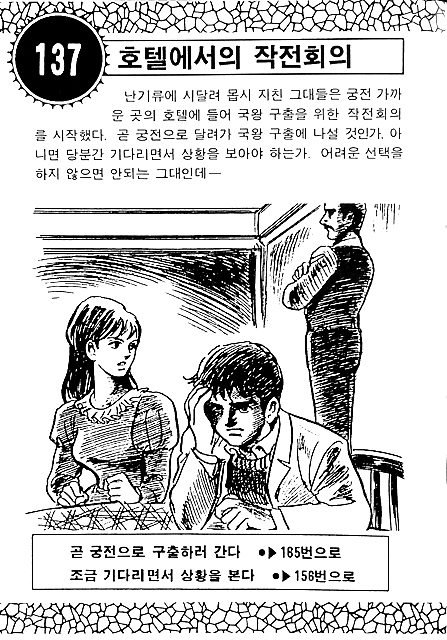 137
호텔에서의 작전회의
난기류에 시달려 몹시 지친 그대들은 궁전 가까
운 곳의 호텔에 들어 국왕 구출을 위한 작전회의
를 시작했다. 곧 궁전으로 달려가 국왕 구출에 나설 것인가, 아
니면 당분간 기다리면서 상황을 보아야 하는가. 어려운 선택을
하지 않으면 안되는 그대인데—
곧 궁전으로 구출하러 간다 ●▶165번으로
조금 기다리면서 상황을 본다 ●▶156번으로